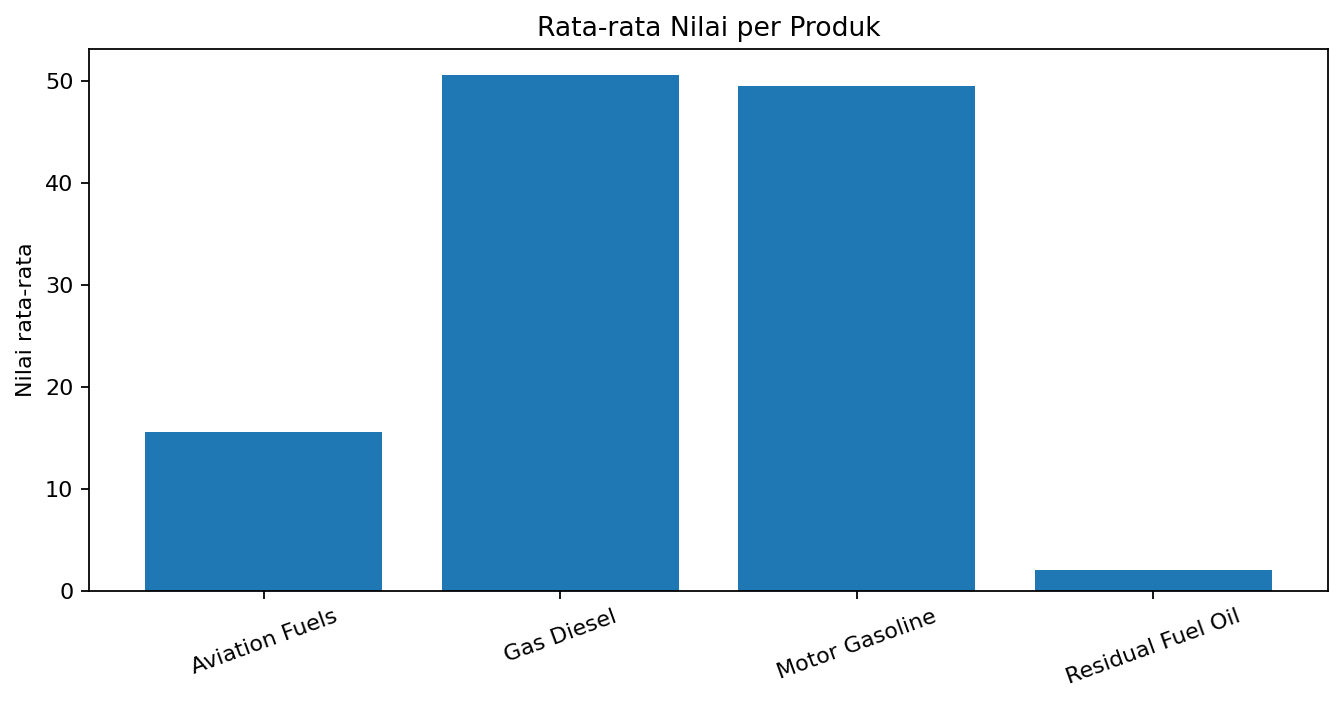 Rata-rata Nilai per Produk
Nilai rata-rata
50
40
30
20
10
0
Aviation Fuels
Gas Diesel
Motor Gasoline
Residual Fuel Oil